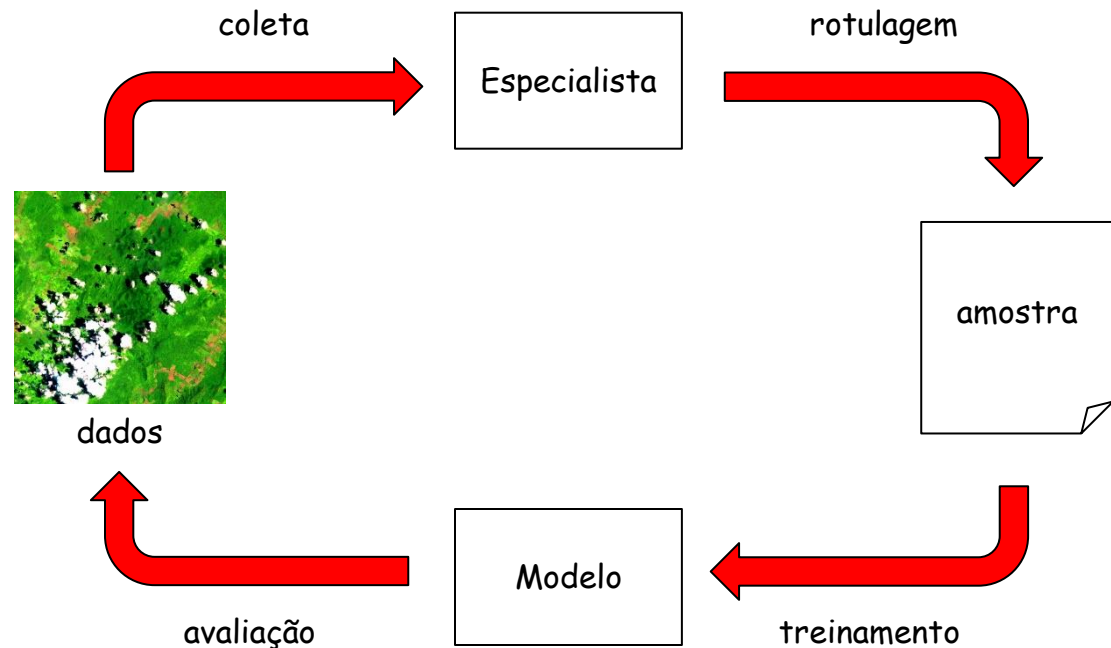 coleta
rotulagem
Especialista
amostra
dados
Modelo
avaliação
treinamento